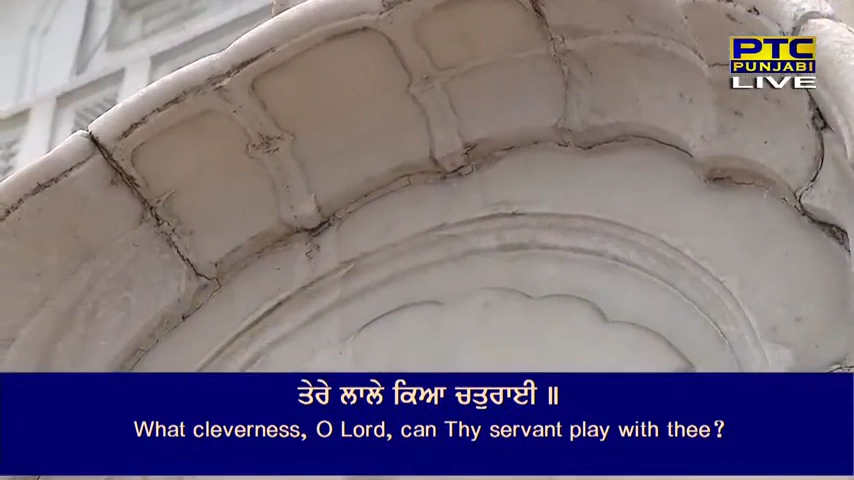 PTC
PUNJABI
LIVE
ਤੇਰੇ ਲਾਲੇ ਕਿਆ ਚਤੁਰਾਈ ॥
What cleverness, O Lord, can Thy servant play with thee?